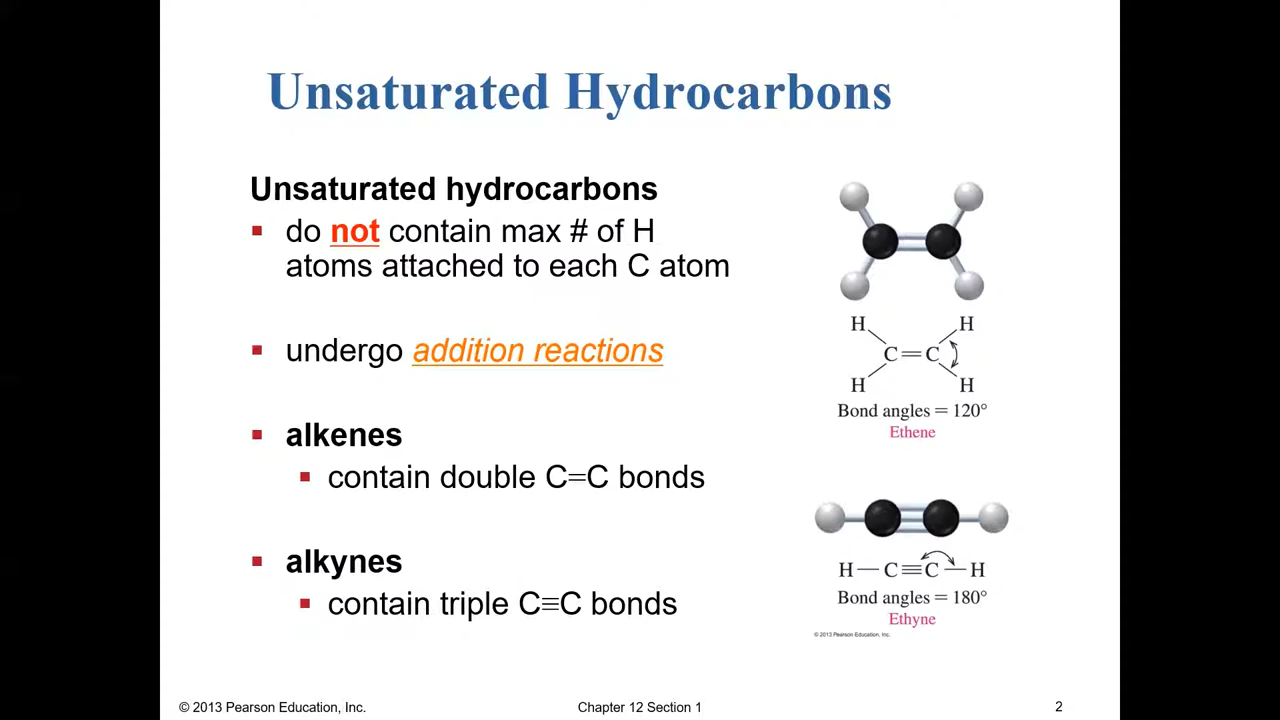 Unsaturated Hydrocarbons
Unsaturated hydrocarbons
▪ do not contain max # of H
atoms attached to each C atom
▪ undergo addition reactions
▪ alkenes
▪ contain double C=C bonds
▪ alkynes
▪ contain triple C≡C bonds
H H
C=C
H H
Bond angles = 120°
Ethene
H—C≡C—H
Bond angles = 180°
Ethyne
© 2013 Pearson Education, Inc.
© 2013 Pearson Education, Inc.
Chapter 12 Section 1
2